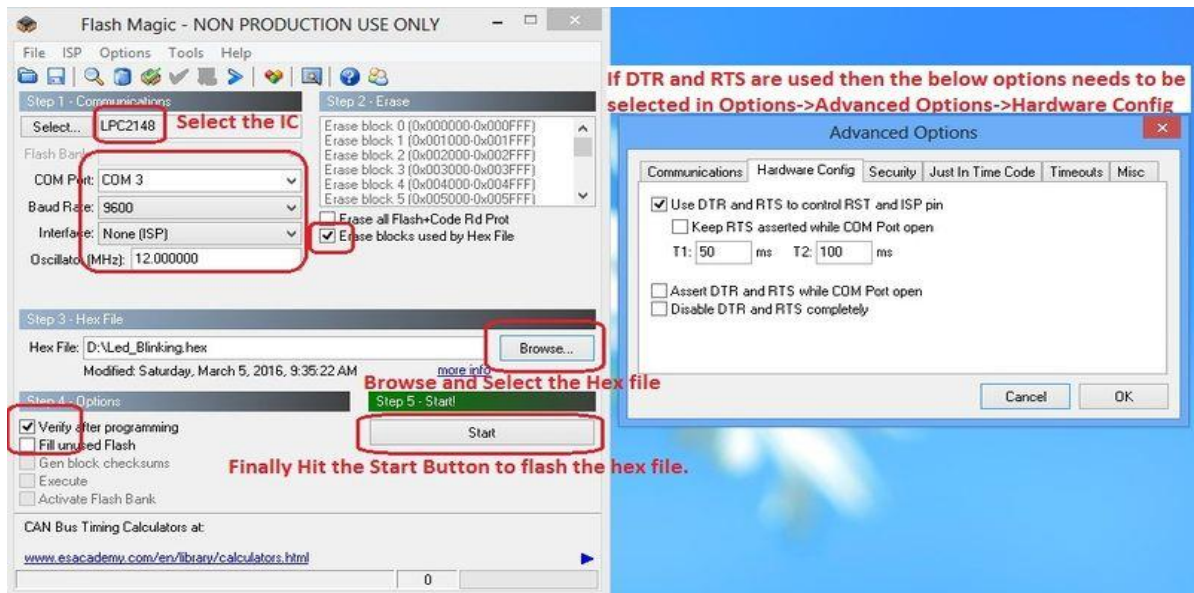 Flash Magic - NON PRODUCTION USE ONLY
File ISP Options Tools Help
Step 1 - Communications
Select... LPC2148 Select the IC
Flash Bank:
COM Port: COM 3
Baud Rate: 9600
Interface: None (ISP)
Oscillator (MHz): 12.000000
Step 2 - Erase
Erase block 0 (0x000000-0x000FFF)
Erase block 1 (0x001000-0x001FFF)
Erase block 2 (0x002000-0x002FFF)
Erase block 3 (0x003000-0x003FFF)
Erase block 4 (0x004000-0x004FFF)
Erase block 5 (0x005000-0x005FFF)
Erase all Flash+Code Rd Prot
Erase blocks used by Hex File
Step 3 - Hex File
Hex File: D:\Led_Blinking.hex Browse...
Modified: Saturday, March 5, 2016, 9:35:22 AM more info
Browse and Select the Hex file
Step 4 - Options
Verify after programming
Fill unused Flash
Gen block checksums
Execute
Activate Flash Bank
Step 5 - Start!
Start
Finally Hit the Start Button to flash the hex file.
CAN Bus Timing Calculators at:
www.esacademy.com/en/library/calculators.html
0
If DTR and RTS are used then the below options needs to be
selected in Options->Advanced Options->Hardware Config
Advanced Options
Communications Hardware Config Security Just In Time Code Timeouts Misc
Use DTR and RTS to control RST and ISP pin
Keep RTS asserted while COM Port open
T1: 50 ms T2: 100 ms
Assert DTR and RTS while COM Port open
Disable DTR and RTS completely
Cancel OK